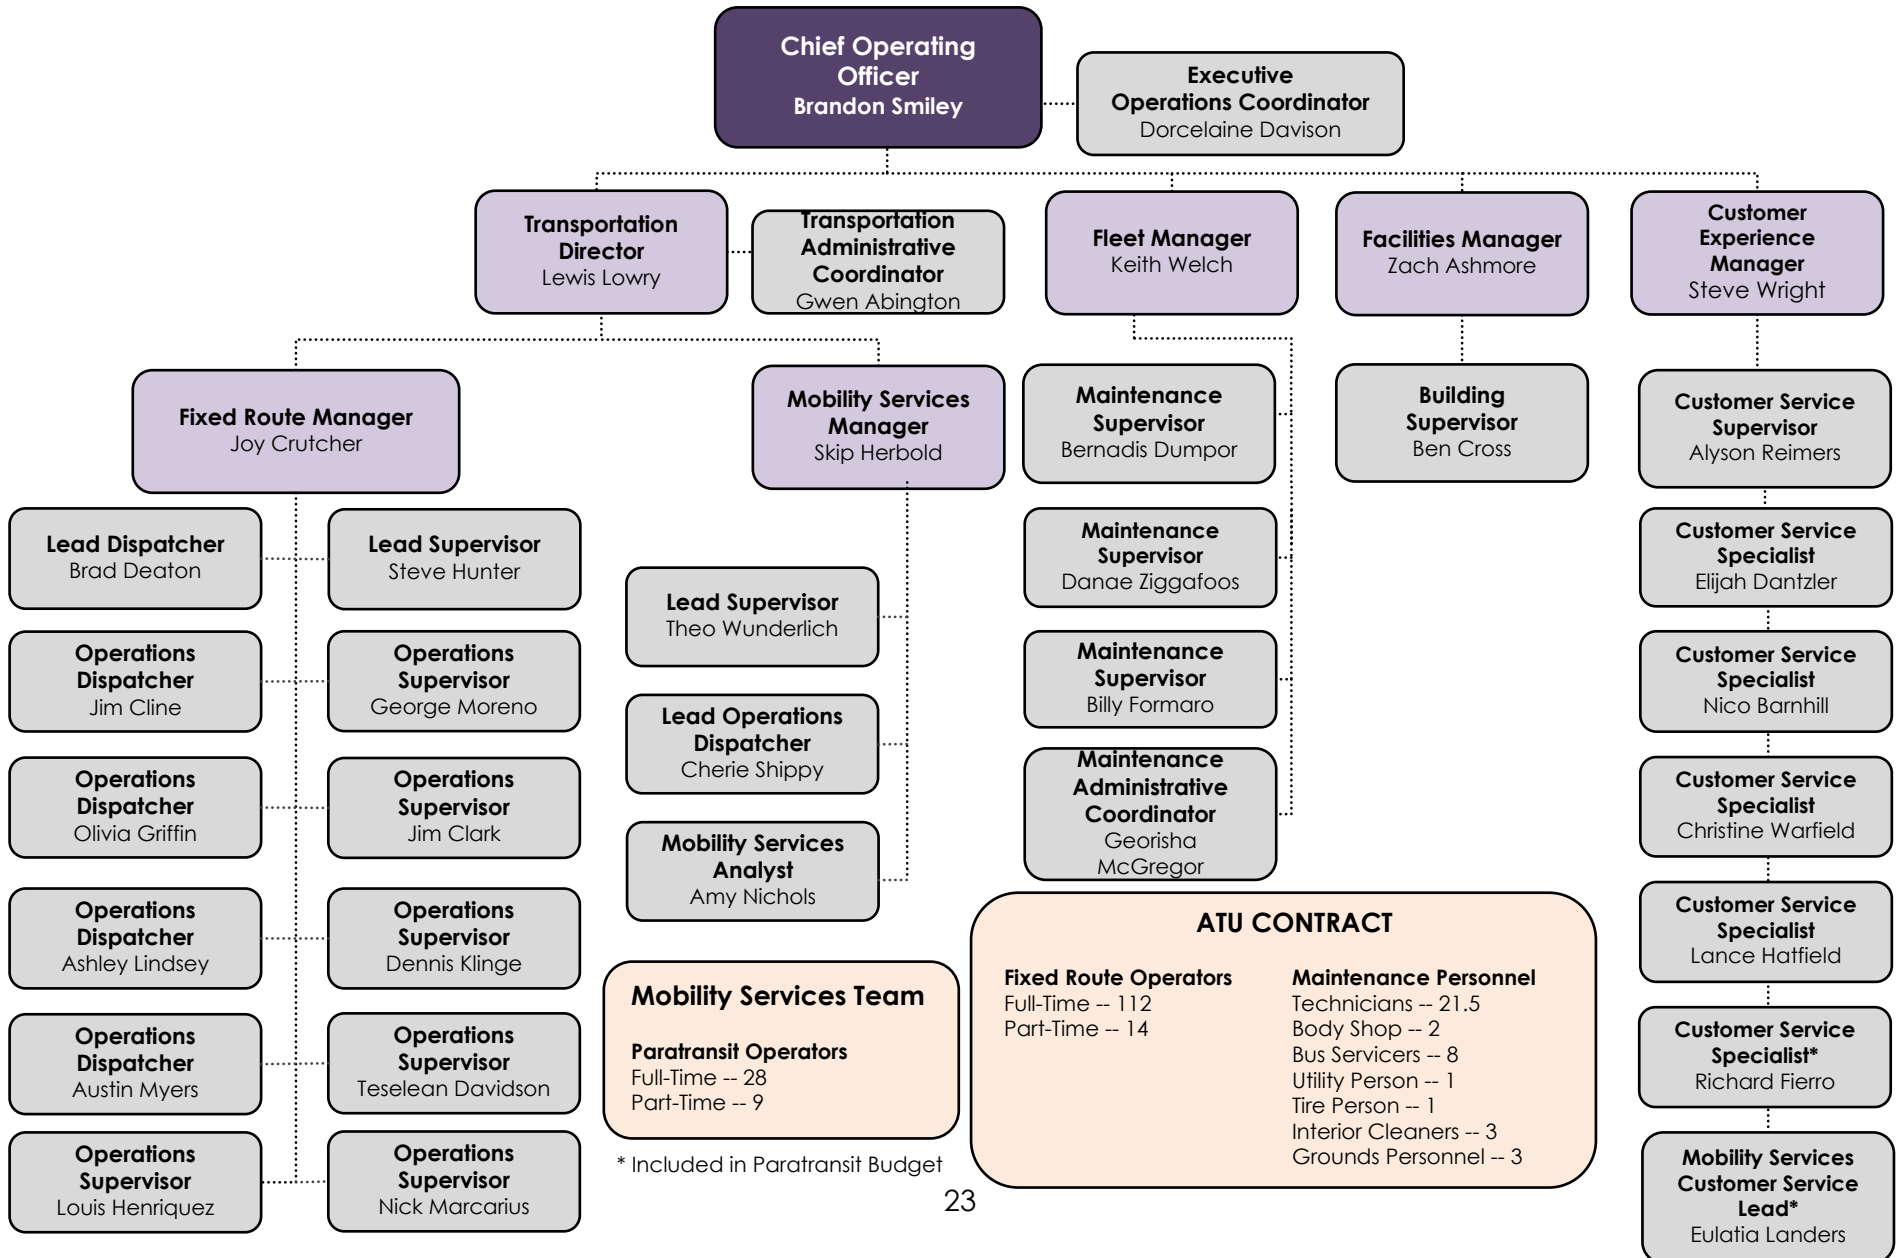 Chief Operating
Officer
Brandon Smiley
Executive
Operations Coordinator
Dorcelaine Davison
Transportation
Director
Lewis Lowry
Transportation
Administrative
Coordinator
Gwen Abington
Fleet Manager
Keith Welch
Facilities Manager
Zach Ashmore
Customer
Experience
Manager
Steve Wright
Fixed Route Manager
Joy Crutcher
Mobility Services
Manager
Skip Herbold
Lead Dispatcher
Brad Deaton
Lead Supervisor
Steve Hunter
Operations
Dispatcher
Jim Cline
Operations
Supervisor
George Moreno
Operations
Dispatcher
Olivia Griffin
Operations
Supervisor
Jim Clark
Operations
Dispatcher
Ashley Lindsey
Operations
Supervisor
Dennis Klinge
Operations
Dispatcher
Austin Myers
Operations
Supervisor
Teselean Davidson
Operations
Supervisor
Louis Henriquez
Operations
Supervisor
Nick Marcarius
Lead Supervisor
Theo Wunderlich
Lead Operations
Dispatcher
Cherie Shippy
Mobility Services
Analyst
Amy Nichols
Maintenance
Supervisor
Bernadis Dumpor
Maintenance
Supervisor
Danae Ziggafoos
Maintenance
Supervisor
Billy Formaro
Maintenance
Administrative
Coordinator
Georisha
McGregor
Building
Supervisor
Ben Cross
Customer Service
Supervisor
Alyson Reimers
Customer Service
Specialist
Elijah Dantzler
Customer Service
Specialist
Nico Barnhill
Customer Service
Specialist
Christine Warfield
Customer Service
Specialist
Lance Hatfield
Customer Service
Specialist*
Richard Fierro
Mobility Services
Customer Service
Lead*
Eulatia Landers
Mobility Services Team
Paratransit Operators
Full-Time -- 28
Part-Time -- 9
* Included in Paratransit Budget
ATU CONTRACT
Fixed Route Operators
Full-Time -- 112
Part-Time -- 14
Maintenance Personnel
Technicians -- 21.5
Body Shop -- 2
Bus Servicers -- 8
Utility Person -- 1
Tire Person -- 1
Interior Cleaners -- 3
Grounds Personnel -- 3
23